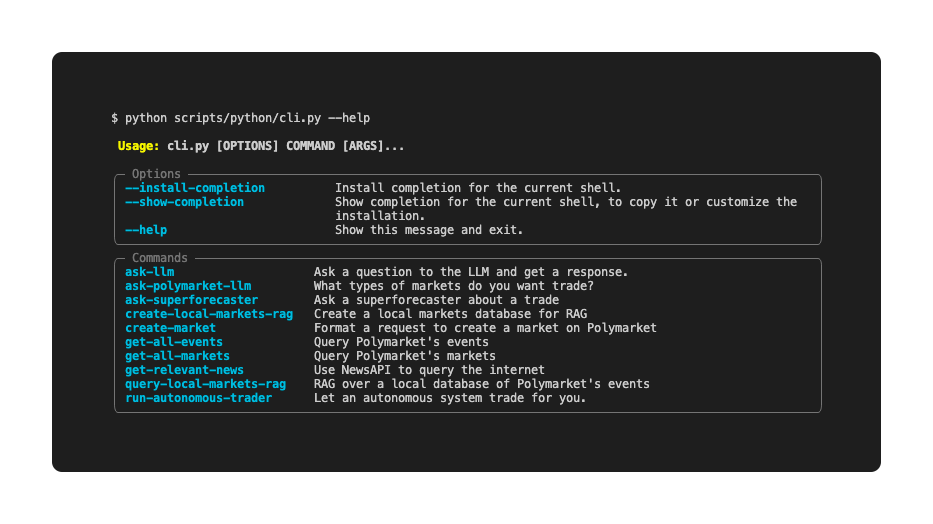 $ python scripts/python/cli.py --help
Usage: cli.py [OPTIONS] COMMAND [ARGS]...
Options
--install-completion Install completion for the current shell.
--show-completion Show completion for the current shell, to copy it or customize the
installation.
--help Show this message and exit.
Commands
ask-llm Ask a question to the LLM and get a response.
ask-polymarket-llm What types of markets do you want trade?
ask-superforecaster Ask a superforecaster about a trade
create-local-markets-rag Create a local markets database for RAG
create-market Format a request to create a market on Polymarket
get-all-events Query Polymarket's events
get-all-markets Query Polymarket's markets
get-relevant-news Use NewsAPI to query the internet
query-local-markets-rag RAG over a local database of Polymarket's events
run-autonomous-trader Let an autonomous system trade for you.